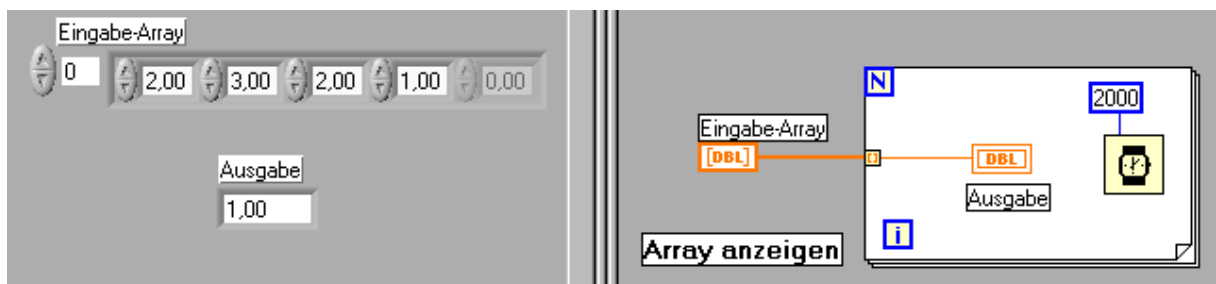 Eingabe-Array
0 2,00 3,00 2,00 1,00 0,00
Ausgabe
1,00
N
2000
Eingabe-Array
[DBL]
[]
DBL
Ausgabe
i
Array anzeigen